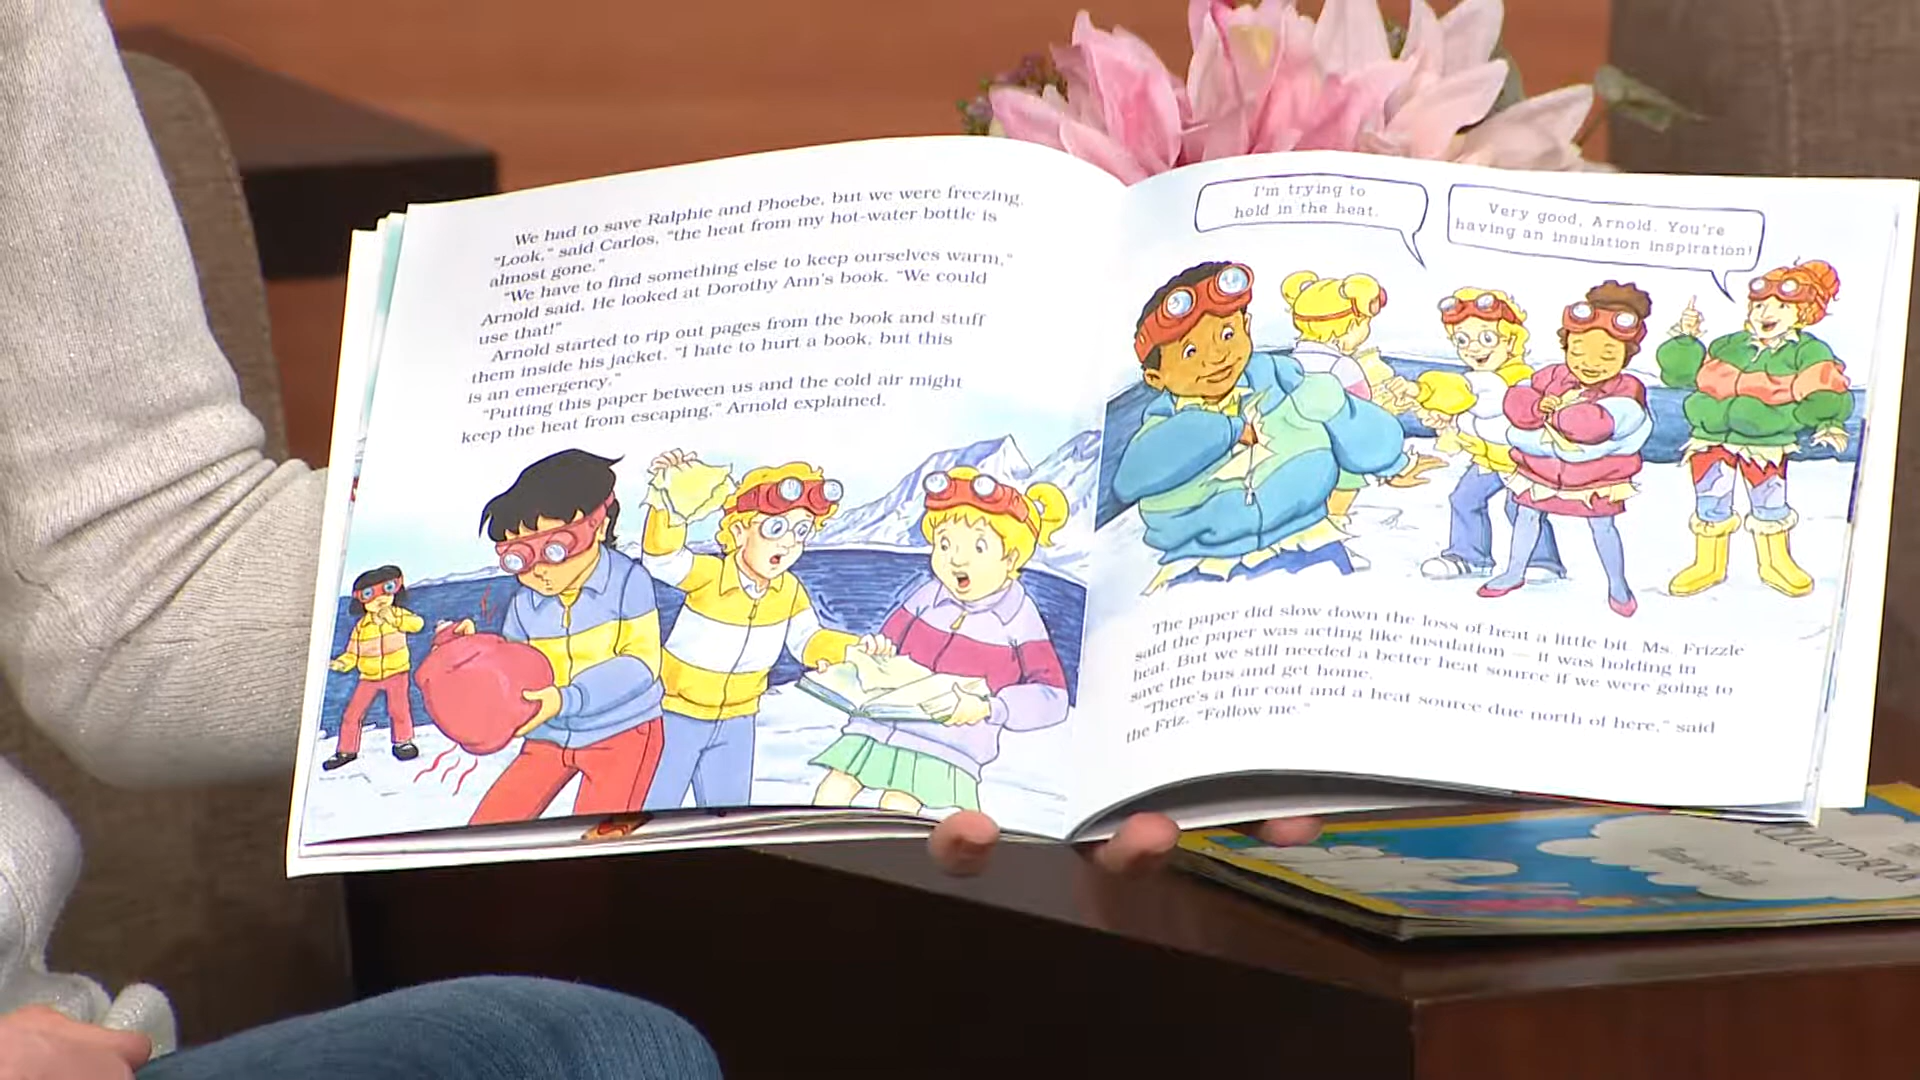 We had to save Ralphie and Phoebe, but we were freezing.
"Look," said Carlos, "the heat from my hot-water bottle is
almost gone."
"We have to find something else to keep ourselves warm,"
Arnold said. He looked at Dorothy Ann's book. "We could
use that!"
Arnold started to rip out pages from the book and stuff
them inside his jacket. "I hate to hurt a book, but this
is an emergency."
"Putting this paper between us and the cold air might
keep the heat from escaping," Arnold explained.
I'm trying to
hold in the heat.
Very good, Arnold. You're
having an insulation inspiration!
The paper did slow down the loss of heat a little bit. Ms. Frizzle
said the paper was acting like insulation — it was holding in
heat. But we still needed a better heat source if we were going to
save the bus and get home.
"There's a fur coat and a heat source due north of here," said
the Friz. "Follow me."